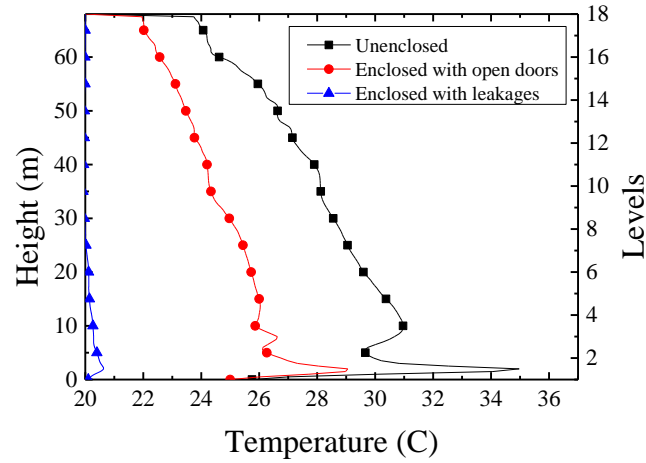 Unenclosed
Enclosed with open doors
Enclosed with leakages
Height (m)
60
50
40
30
20
10
0
Levels
18
16
14
12
10
8
6
4
2
20 22 24 26 28 30 32 34 36
Temperature (C)